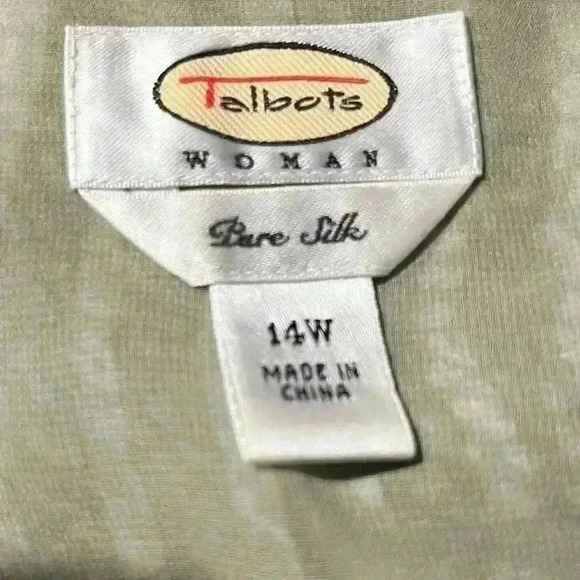 Talbots
WOMAN
Pure Silk
14W
MADE IN
CHINA